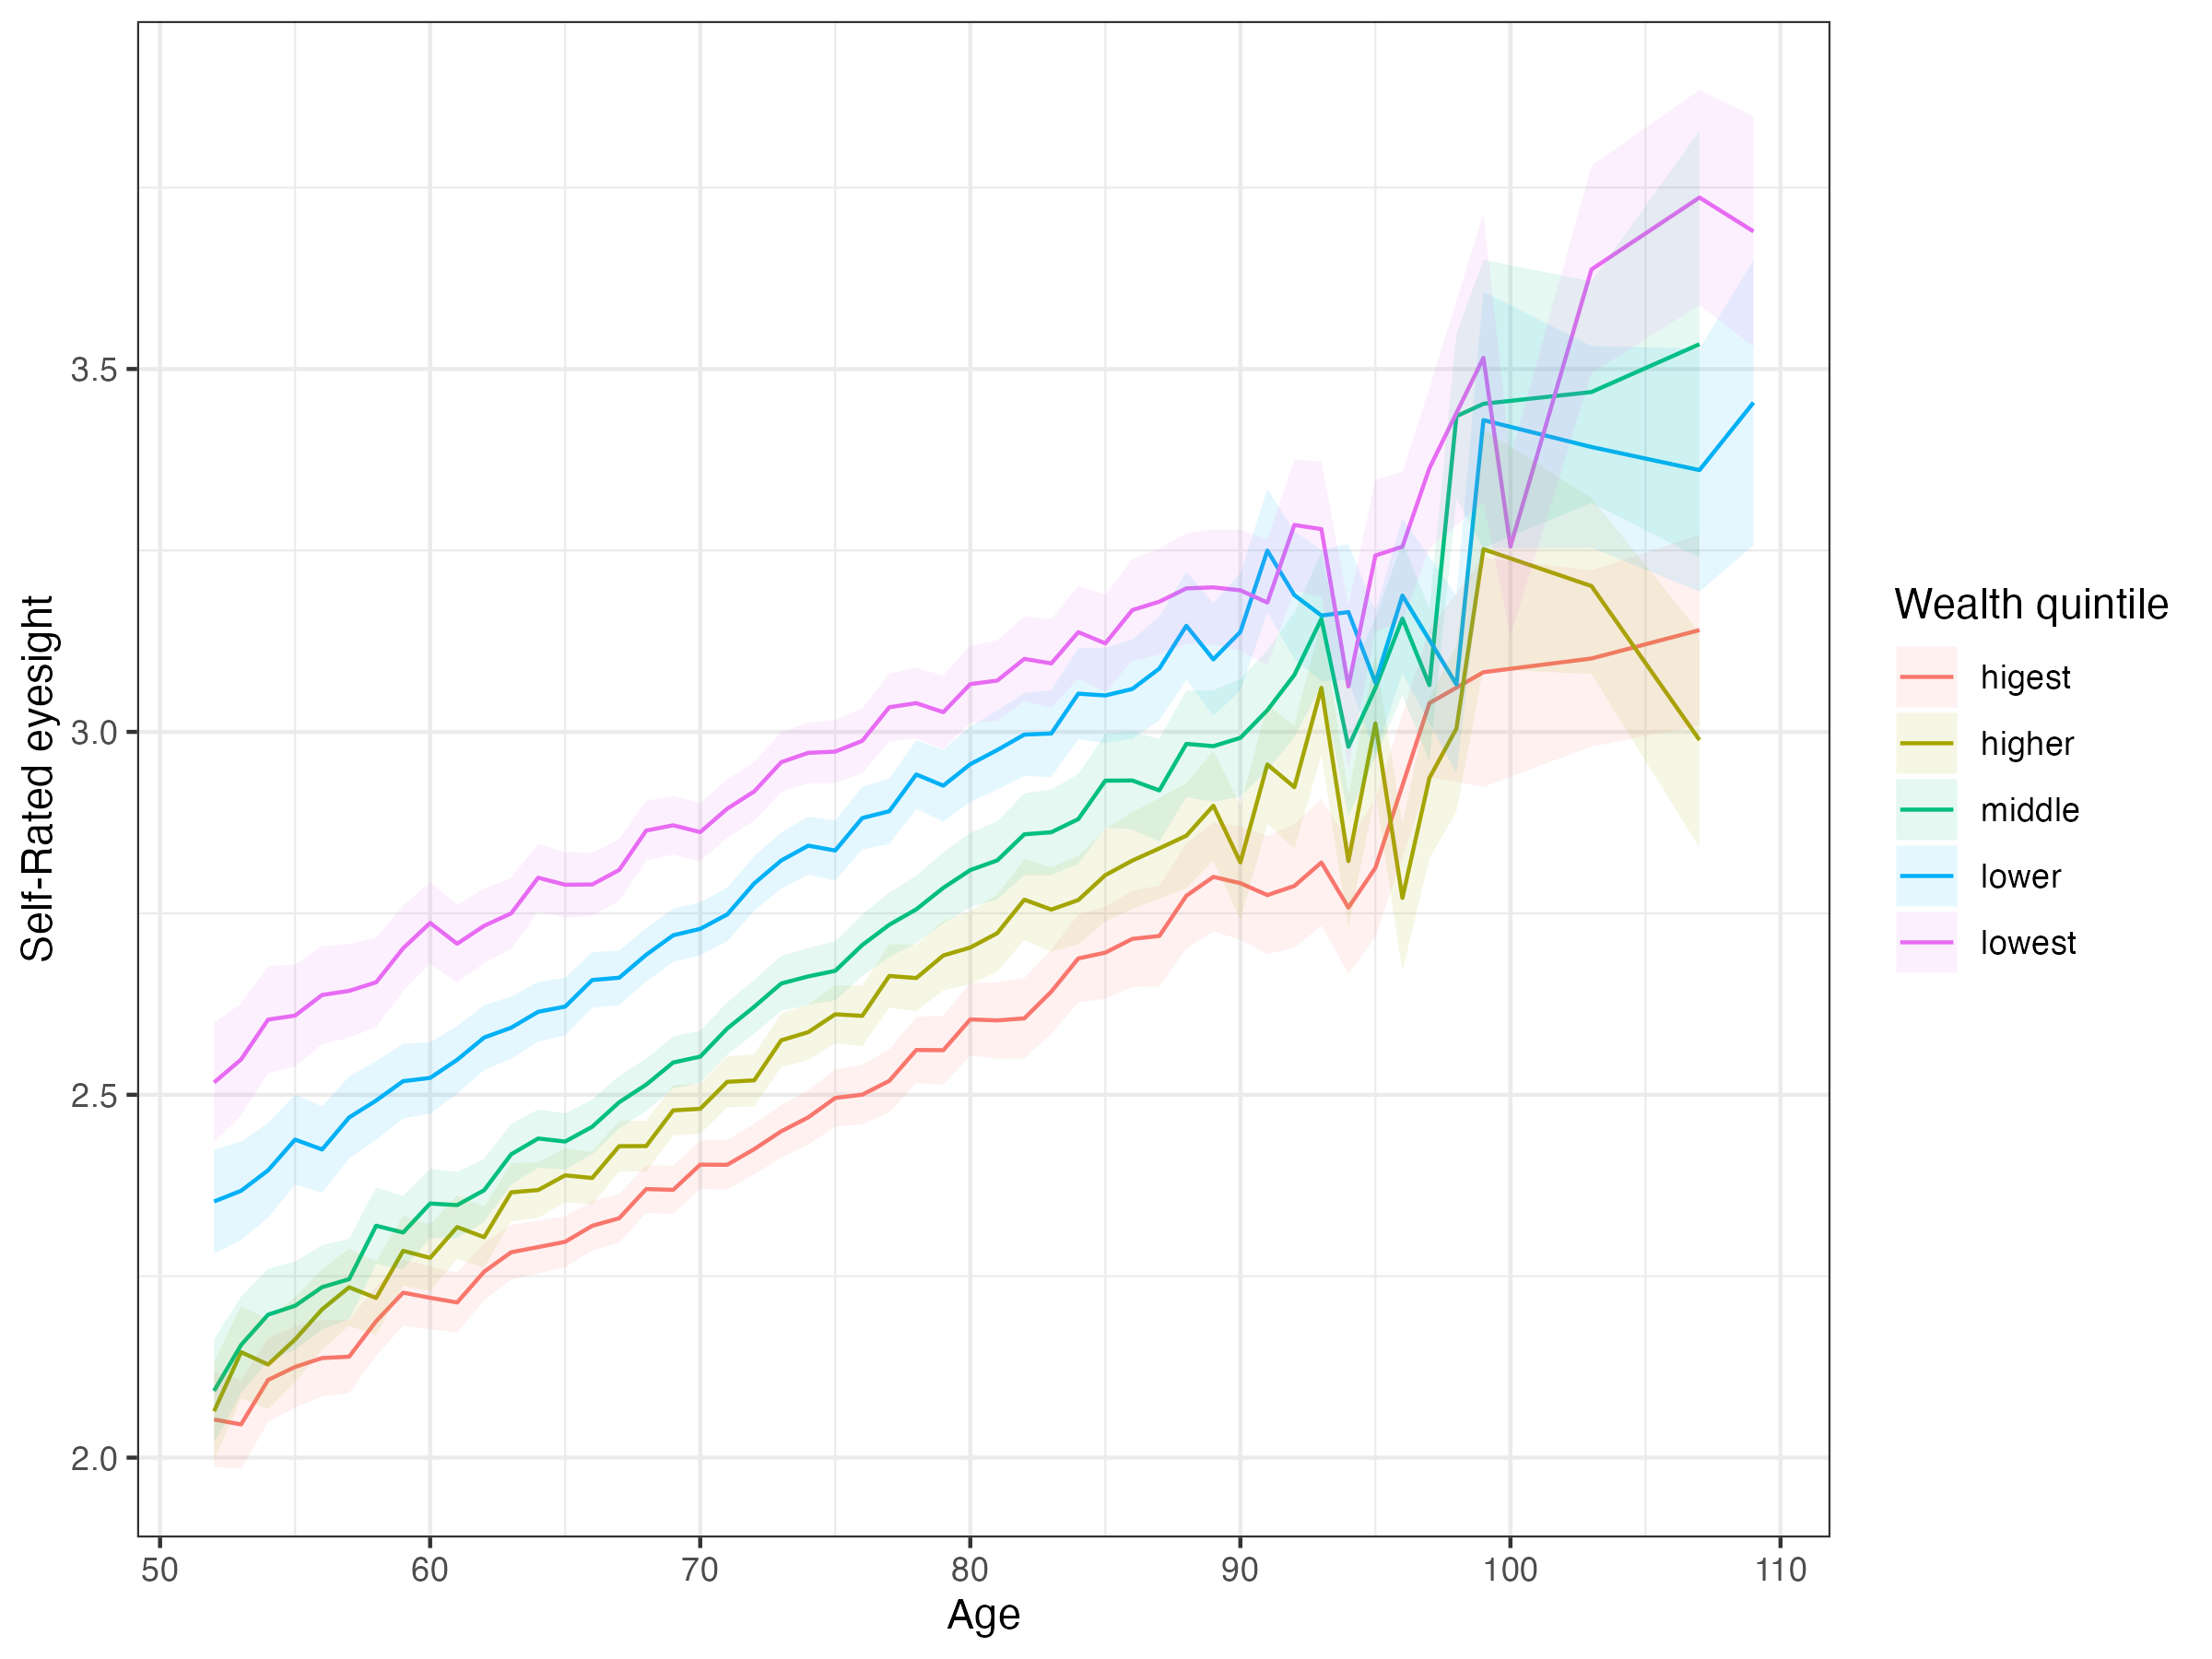 Self-Rated eyesight
3.5
3.0
2.5
2.0
50 60 70 80 90 100 110
Age
Wealth quintile
higest
higher
middle
lower
lowest